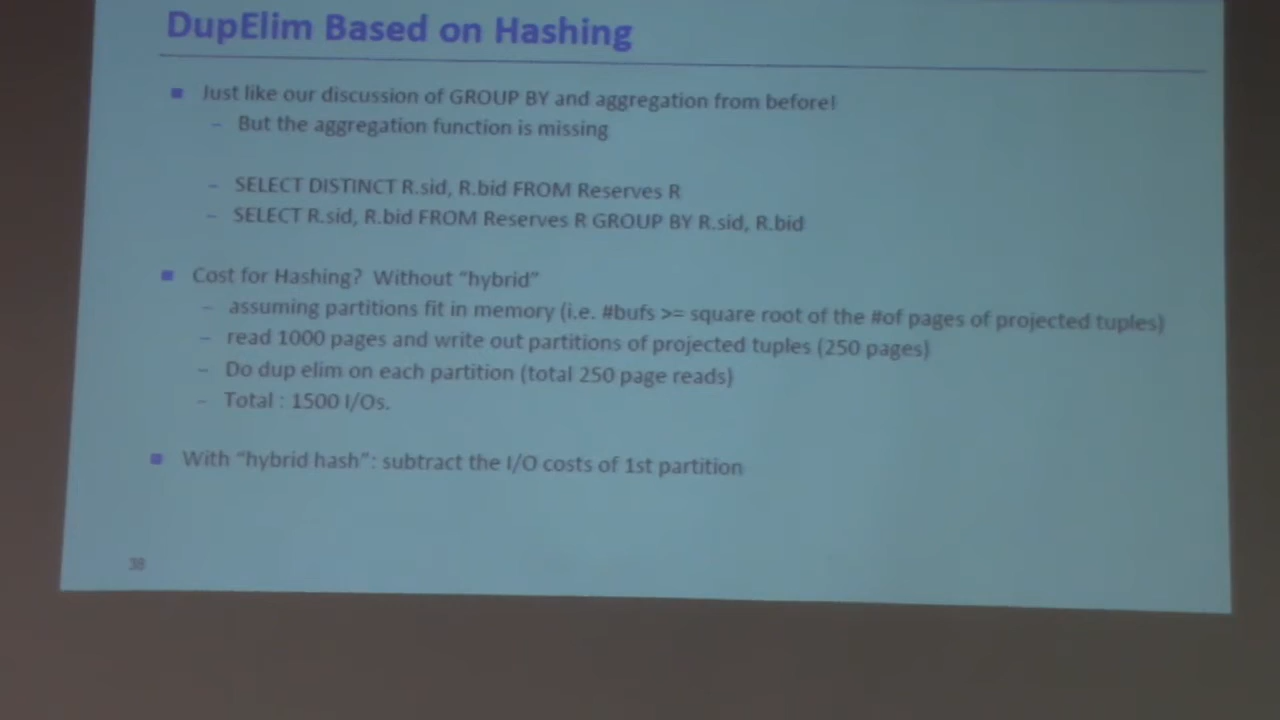 DupElim Based on Hashing
Just like our discussion of GROUP BY and aggregation from before!
– But the aggregation function is missing
– SELECT DISTINCT R.sid, R.bid FROM Reserves R
– SELECT R.sid, R.bid FROM Reserves R GROUP BY R.sid, R.bid
Cost for Hashing? Without "hybrid"
– assuming partitions fit in memory (i.e. #bufs >= square root of the #of pages of projected tuples)
– read 1000 pages and write out partitions of projected tuples (250 pages)
– Do dup elim on each partition (total 250 page reads)
– Total : 1500 I/Os.
With "hybrid hash": subtract the I/O costs of 1st partition
38